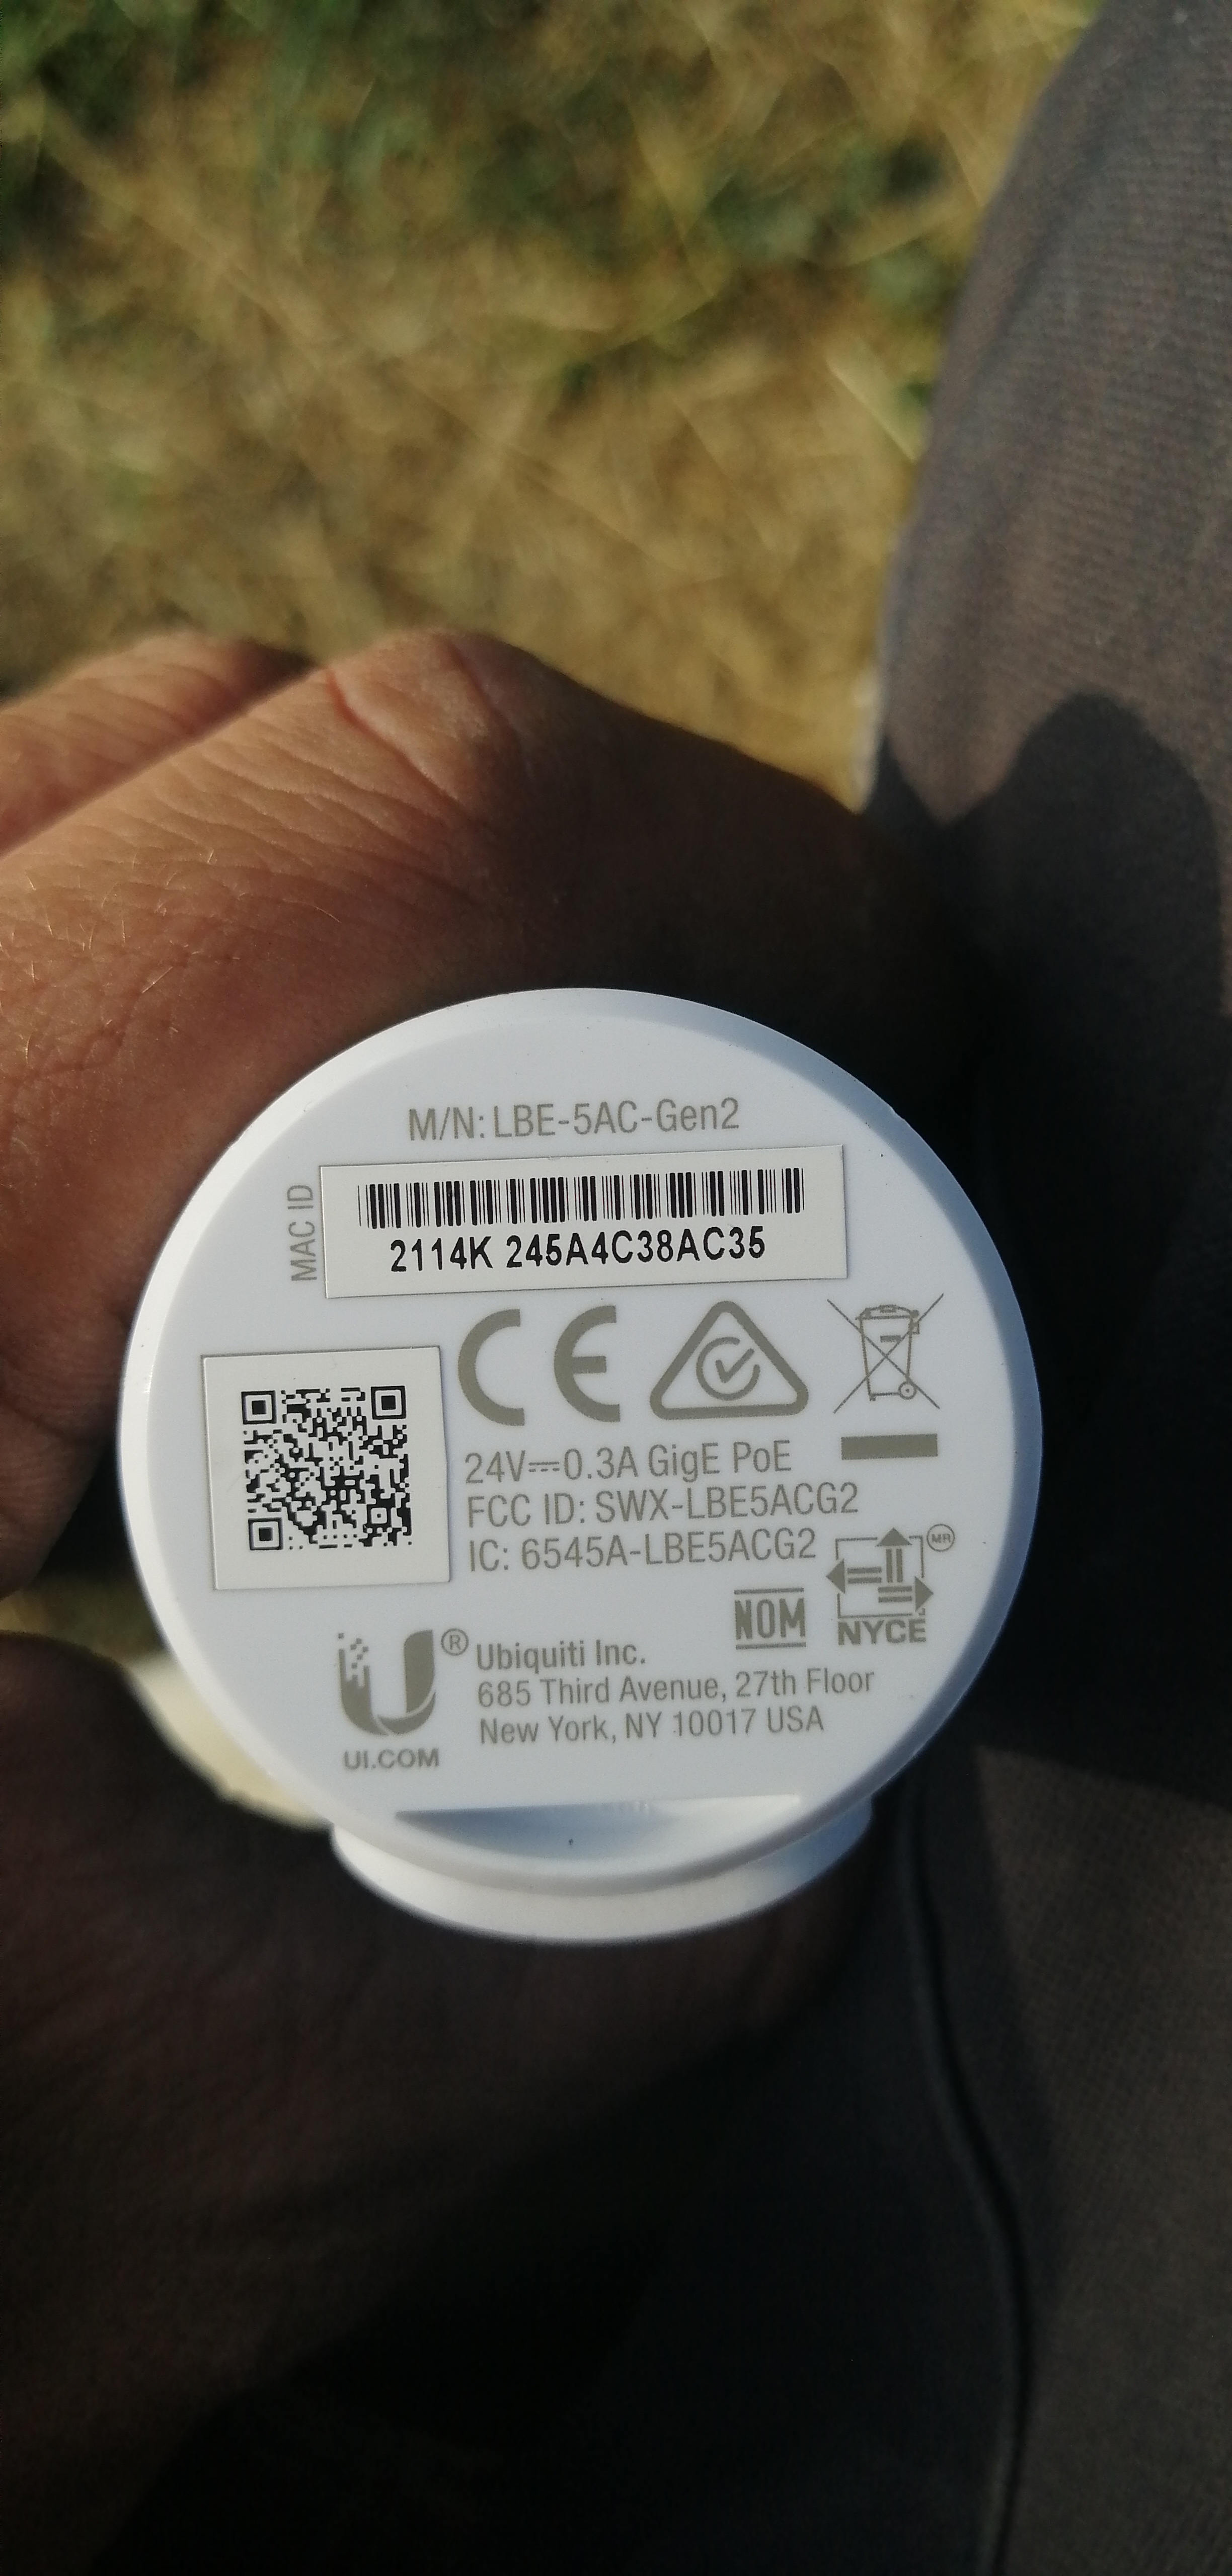 M/N: LBE-5AC-Gen2
MAC ID
2114K 245A4C38AC35
CE
24V⎓0.3A GigE PoE
FCC ID: SWX-LBE5ACG2
IC: 6545A-LBE5ACG2
MR
NOM
NYCE
U® Ubiquiti Inc.
685 Third Avenue, 27th Floor
New York, NY 10017 USA
UI.COM